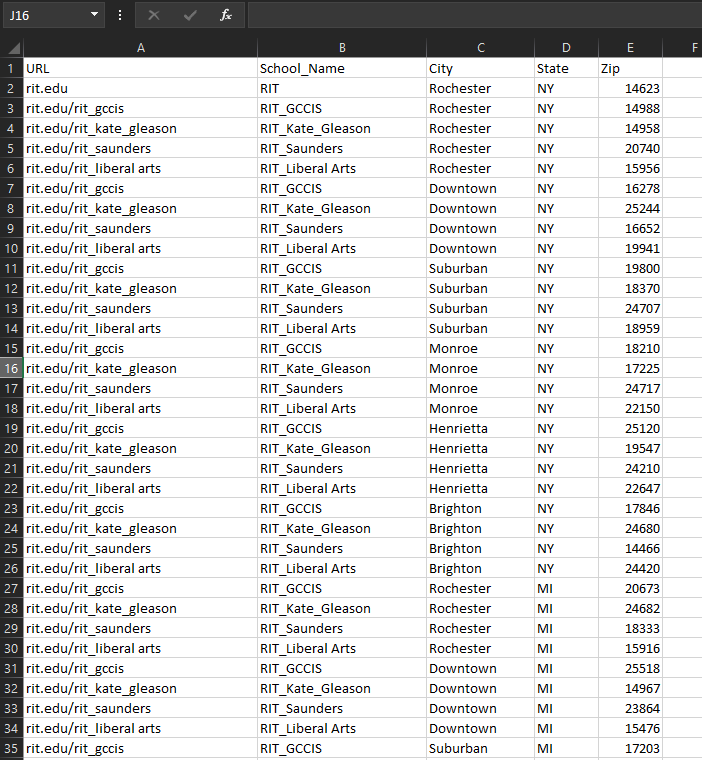 J16 fx
A B C D E F
1 URL School_Name City State Zip
2 rit.edu RIT Rochester NY 14623
3 rit.edu/rit_gccis RIT_GCCIS Rochester NY 14988
4 rit.edu/rit_kate_gleason RIT_Kate_Gleason Rochester NY 14958
5 rit.edu/rit_saunders RIT_Saunders Rochester NY 20740
6 rit.edu/rit_liberal arts RIT_Liberal Arts Rochester NY 15956
7 rit.edu/rit_gccis RIT_GCCIS Downtown NY 16278
8 rit.edu/rit_kate_gleason RIT_Kate_Gleason Downtown NY 25244
9 rit.edu/rit_saunders RIT_Saunders Downtown NY 16652
10 rit.edu/rit_liberal arts RIT_Liberal Arts Downtown NY 19941
11 rit.edu/rit_gccis RIT_GCCIS Suburban NY 19800
12 rit.edu/rit_kate_gleason RIT_Kate_Gleason Suburban NY 18370
13 rit.edu/rit_saunders RIT_Saunders Suburban NY 24707
14 rit.edu/rit_liberal arts RIT_Liberal Arts Suburban NY 18959
15 rit.edu/rit_gccis RIT_GCCIS Monroe NY 18210
16 rit.edu/rit_kate_gleason RIT_Kate_Gleason Monroe NY 17225
17 rit.edu/rit_saunders RIT_Saunders Monroe NY 24717
18 rit.edu/rit_liberal arts RIT_Liberal Arts Monroe NY 22150
19 rit.edu/rit_gccis RIT_GCCIS Henrietta NY 25120
20 rit.edu/rit_kate_gleason RIT_Kate_Gleason Henrietta NY 19547
21 rit.edu/rit_saunders RIT_Saunders Henrietta NY 24210
22 rit.edu/rit_liberal arts RIT_Liberal Arts Henrietta NY 22647
23 rit.edu/rit_gccis RIT_GCCIS Brighton NY 17846
24 rit.edu/rit_kate_gleason RIT_Kate_Gleason Brighton NY 24680
25 rit.edu/rit_saunders RIT_Saunders Brighton NY 14466
26 rit.edu/rit_liberal arts RIT_Liberal Arts Brighton NY 24420
27 rit.edu/rit_gccis RIT_GCCIS Rochester MI 20673
28 rit.edu/rit_kate_gleason RIT_Kate_Gleason Rochester MI 24682
29 rit.edu/rit_saunders RIT_Saunders Rochester MI 18333
30 rit.edu/rit_liberal arts RIT_Liberal Arts Rochester MI 15916
31 rit.edu/rit_gccis RIT_GCCIS Downtown MI 25518
32 rit.edu/rit_kate_gleason RIT_Kate_Gleason Downtown MI 14967
33 rit.edu/rit_saunders RIT_Saunders Downtown MI 23864
34 rit.edu/rit_liberal arts RIT_Liberal Arts Downtown MI 15476
35 rit.edu/rit_gccis RIT_GCCIS Suburban MI 17203